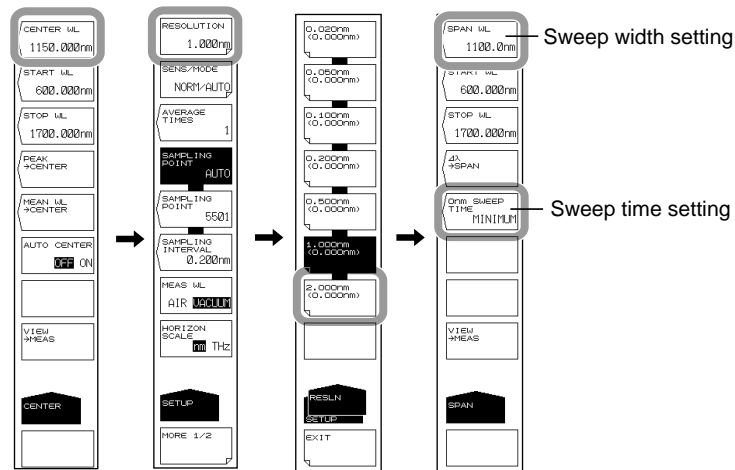 CENTER WL
1150.000nm
START WL
600.000nm
STOP WL
1700.000nm
PEAK
→CENTER
MEAN WL
→CENTER
AUTO CENTER
OFF ON
VIEW
→MEAS
CENTER
RESOLUTION
1.000nm
SENS/MODE
NORM/AUTO
AVERAGE
TIMES
1
SAMPLING
POINT
AUTO
SAMPLING
POINT
5501
SAMPLING
INTERVAL
0.200nm
MEAS WL
AIR VACUUM
HORIZON
SCALE
nm THz
SETUP
MORE 1/2
0.020nm
(0.000nm)
0.050nm
(0.000nm)
0.100nm
(0.000nm)
0.200nm
(0.000nm)
0.500nm
(0.000nm)
1.000nm
(0.000nm)
2.000nm
(0.000nm)
RESLN
SETUP
EXIT
SPAN WL
1100.0nm
START WL
600.000nm
STOP WL
1700.000nm
Δλ
→SPAN
0nm SWEEP
TIME
MINIMUM
VIEW
→MEAS
SPAN
Sweep width setting
Sweep time setting